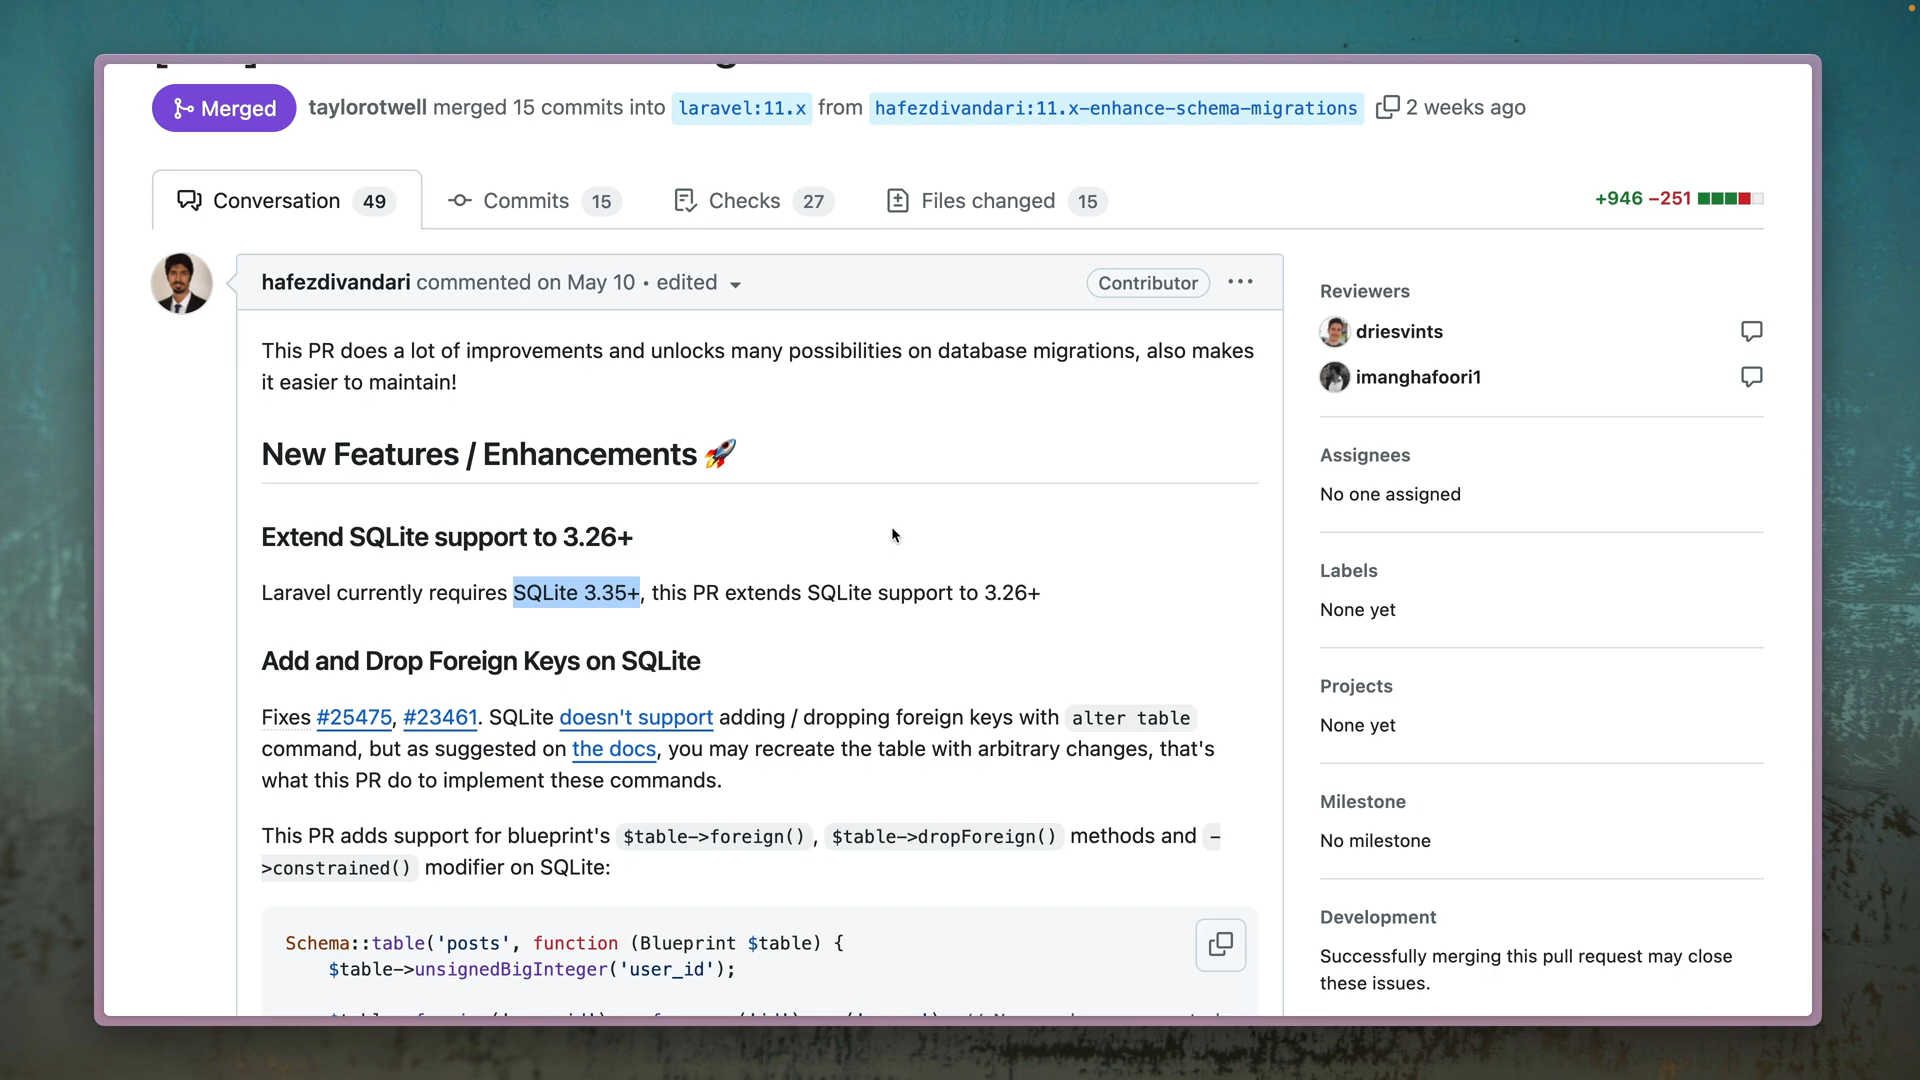 Merged taylorotwell merged 15 commits into laravel:11.x from hafezdivandari:11.x-enhance-schema-migrations 2 weeks ago
Conversation 49 Commits 15 Checks 27 Files changed 15 +946 −251
hafezdivandari commented on May 10 • edited Contributor
This PR does a lot of improvements and unlocks many possibilities on database migrations, also makes
it easier to maintain!
New Features / Enhancements 🚀
Extend SQLite support to 3.26+
Laravel currently requires SQLite 3.35+, this PR extends SQLite support to 3.26+
Add and Drop Foreign Keys on SQLite
Fixes #25475, #23461. SQLite doesn't support adding / dropping foreign keys with alter table
command, but as suggested on the docs, you may recreate the table with arbitrary changes, that's
what this PR do to implement these commands.
This PR adds support for blueprint's $table->foreign(), $table->dropForeign() methods and -
>constrained() modifier on SQLite:
Schema::table('posts', function (Blueprint $table) {
$table->unsignedBigInteger('user_id');
Reviewers
driesvints
imanghafoori1
Assignees
No one assigned
Labels
None yet
Projects
None yet
Milestone
No milestone
Development
Successfully merging this pull request may close
these issues.